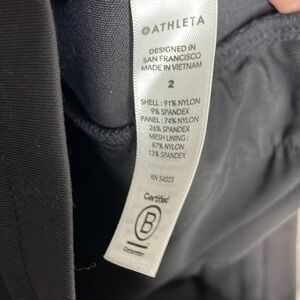 ATHLETA
DESIGNED IN
SAN FRANCISCO
MADE IN VIETNAM
2
SHELL : 91% NYLON
9% SPANDEX
PANEL : 74% NYLON
26% SPANDEX
MESH LINING :
87% NYLON
13% SPANDEX
RN 54023
Certified
B
Corporation